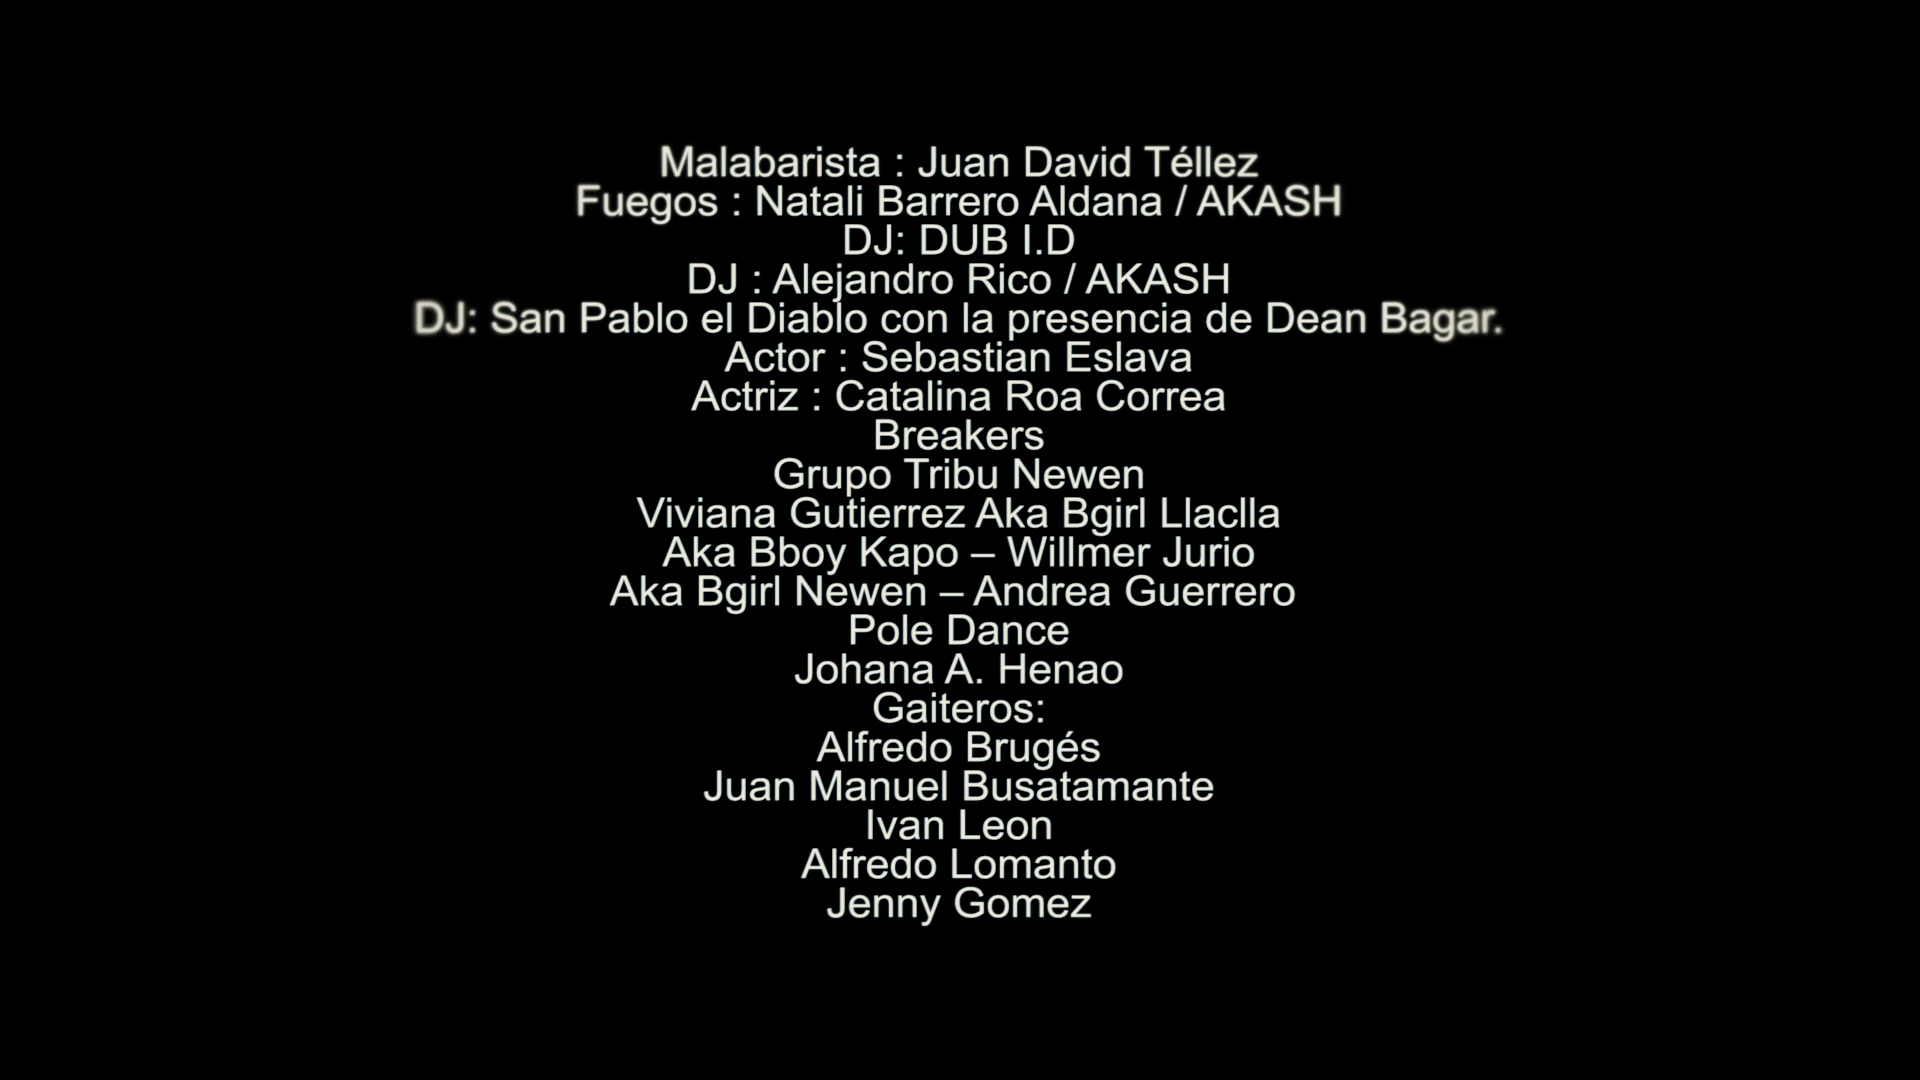 Malabarista : Juan David Téllez
Fuegos : Natali Barrero Aldana / AKASH
DJ: DUB I.D
DJ : Alejandro Rico / AKASH
DJ: San Pablo el Diablo con la presencia de Dean Bagar.
Actor : Sebastian Eslava
Actriz : Catalina Roa Correa
Breakers
Grupo Tribu Newen
Viviana Gutierrez Aka Bgirl Llaclla
Aka Bboy Kapo – Willmer Jurio
Aka Bgirl Newen – Andrea Guerrero
Pole Dance
Johana A. Henao
Gaiteros:
Alfredo Brugés
Juan Manuel Busatamante
Ivan Leon
Alfredo Lomanto
Jenny Gomez